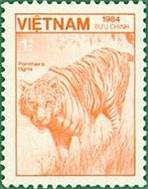 VIETNAM
1984
BƯU CHÍNH
1đ
Panthera
tigris